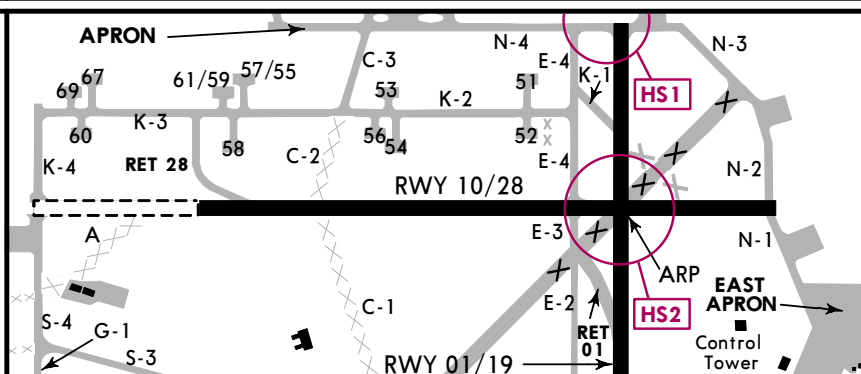 APRON
N-4
C-3
E-4
N-3
K-1
HS1
69
67
61/59
57/55
53
51
K-2
60
K-3
58
56
54
52
K-4
RET 28
C-2
E-4
N-2
RWY 10/28
A
E-3
N-1
ARP
EAST
APRON
C-1
E-2
HS2
RET
01
S-4
G-1
S-3
Control
Tower
RWY 01/19